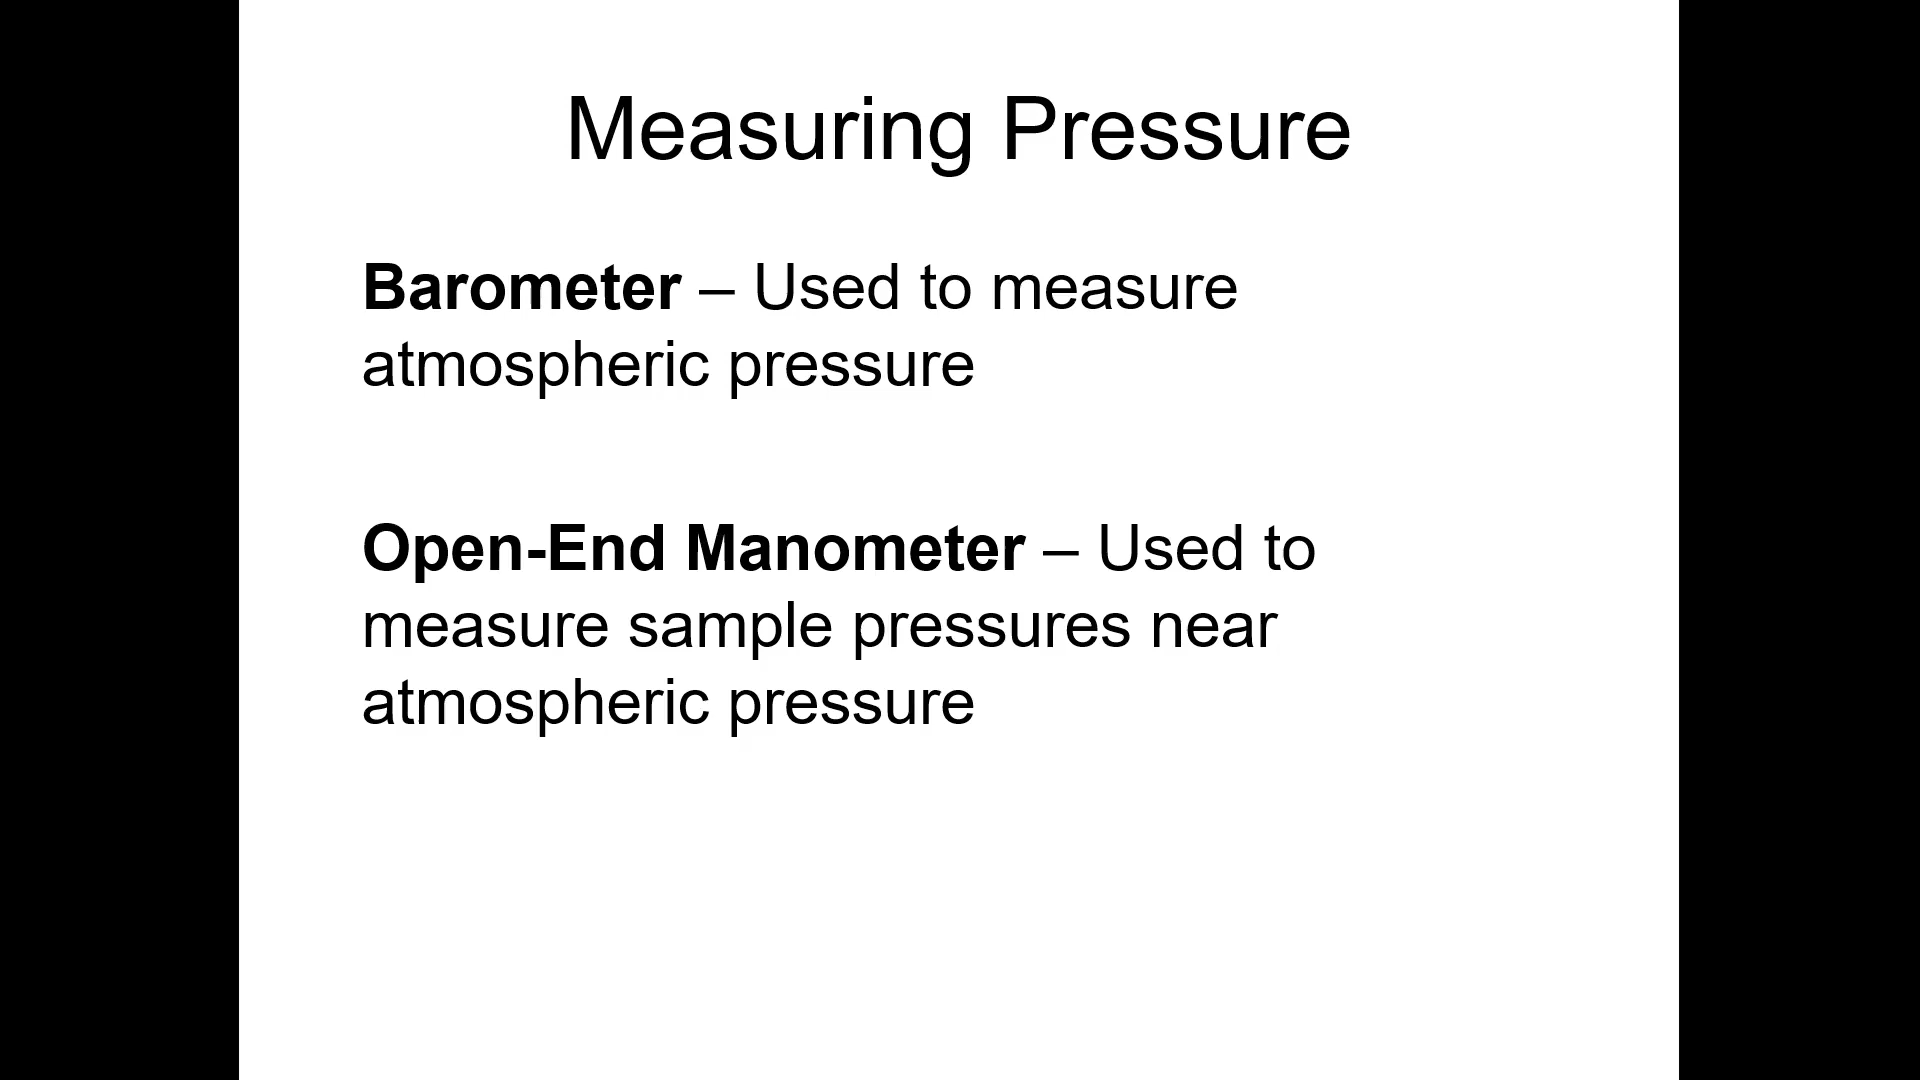 Measuring Pressure
Barometer – Used to measure
atmospheric pressure
Open-End Manometer – Used to
measure sample pressures near
atmospheric pressure